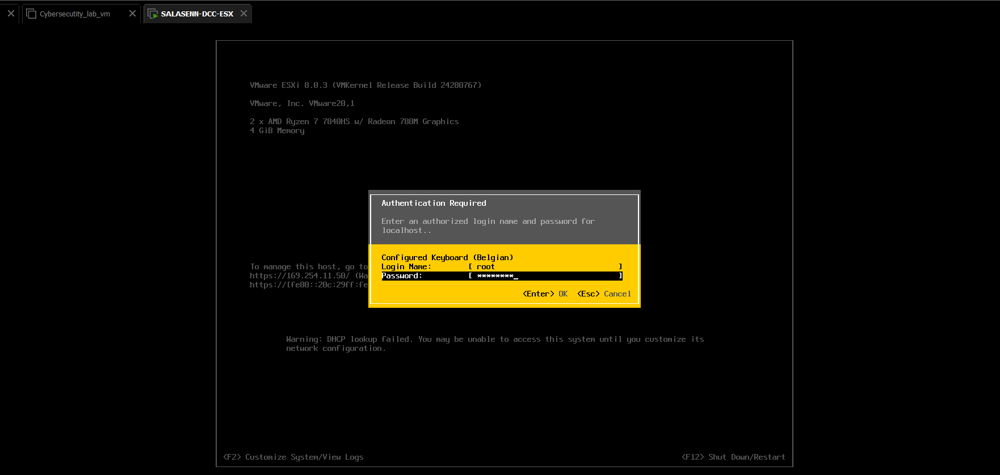 Cybersecutity_lab_vm
SALASENN-DCC-ESX
VMware ESXi 8.0.3 (VMKernel Release Build 24280767)
VMware, Inc. VMware20,1
2 x AMD Ryzen 7 7840HS w/ Radeon 780M Graphics
4 GiB Memory
Authentication Required
Enter an authorized login name and password for
localhost..
Configured Keyboard (Belgian)
Login Name: [ root ]
Password: [ ********_ ]
<Enter> OK <Esc> Cancel
To manage this host, go to
https://169.254.11.50/ (Wa
https://[fe80::20c:29ff:fe
Warning: DHCP lookup failed. You may be unable to access this system until you customize its
network configuration.
<F2> Customize System/View Logs
<F12> Shut Down/Restart